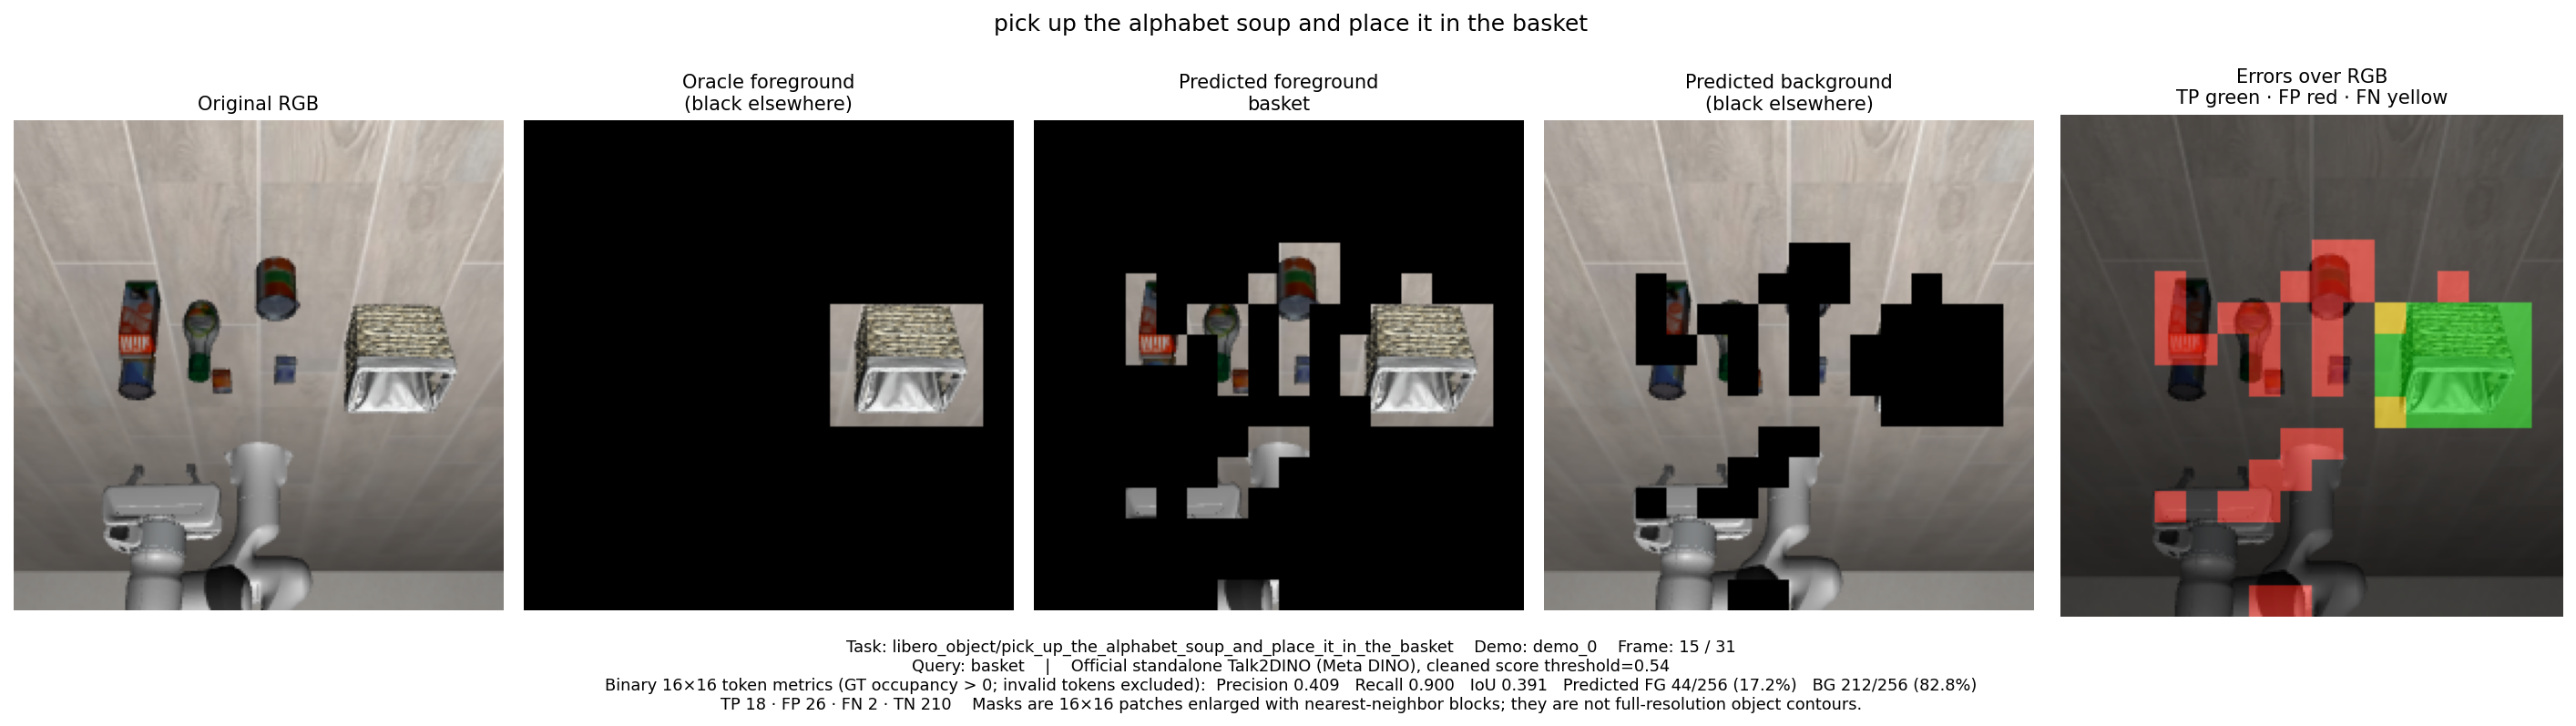 pick up the alphabet soup and place it in the basket
Original RGB
Oracle foreground
(black elsewhere)
Predicted foreground
basket
Predicted background
(black elsewhere)
Errors over RGB
TP green · FP red · FN yellow
Task: libero_object/pick_up_the_alphabet_soup_and_place_it_in_the_basket    Demo: demo_0    Frame: 15 / 31
Query: basket    |    Official standalone Talk2DINO (Meta DINO), cleaned score threshold=0.54
Binary 16×16 token metrics (GT occupancy > 0; invalid tokens excluded):  Precision 0.409   Recall 0.900   IoU 0.391   Predicted FG 44/256 (17.2%)   BG 212/256 (82.8%)
TP 18 · FP 26 · FN 2 · TN 210    Masks are 16×16 patches enlarged with nearest-neighbor blocks; they are not full-resolution object contours.